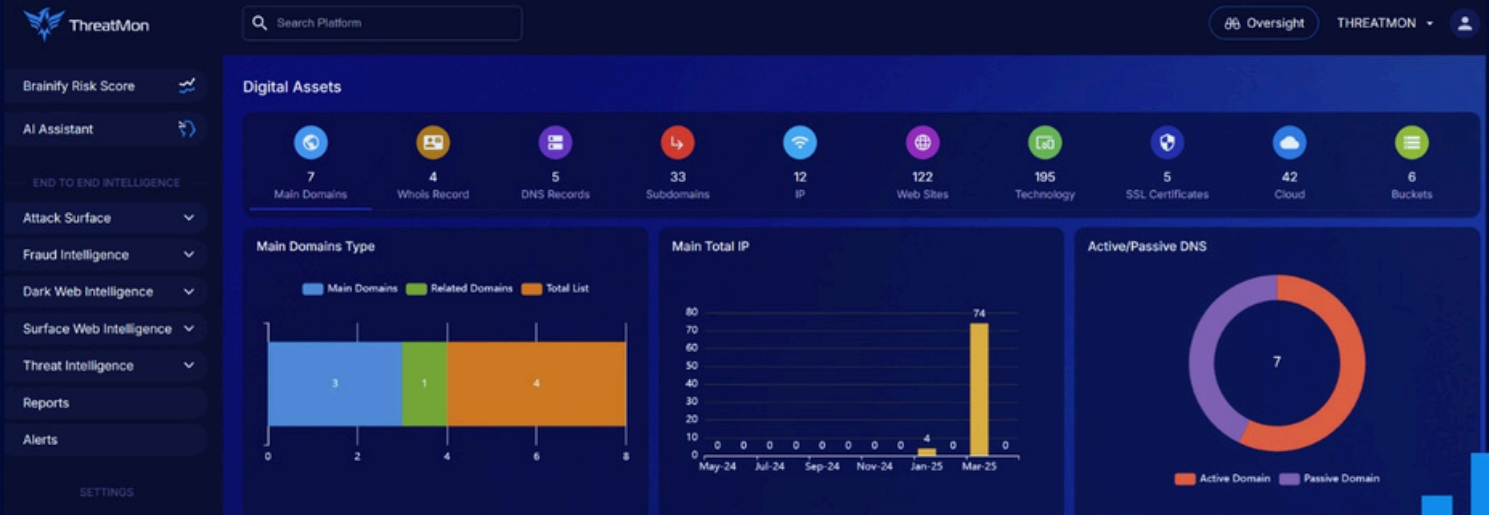 ThreatMon
Search Platform
Oversight
THREATMON
Brainify Risk Score
AI Assistant
END TO END INTELLIGENCE
Attack Surface
Fraud Intelligence
Dark Web Intelligence
Surface Web Intelligence
Threat Intelligence
Reports
Alerts
SETTINGS
Digital Assets
7
Main Domains
4
Whois Record
5
DNS Records
33
Subdomains
12
IP
122
Web Sites
195
Technology
5
SSL Certificates
42
Cloud
6
Buckets
Main Domains Type
Main Domains Related Domains Total List
3 1 4
0 2 4 6 8
Main Total IP
80
70
60
50
40
30
20
10
0
0 0 0 0 0 0 0 0 4 0 74 0
May-24 Jul-24 Sep-24 Nov-24 Jan-25 Mar-25
Active/Passive DNS
7
Active Domain Passive Domain